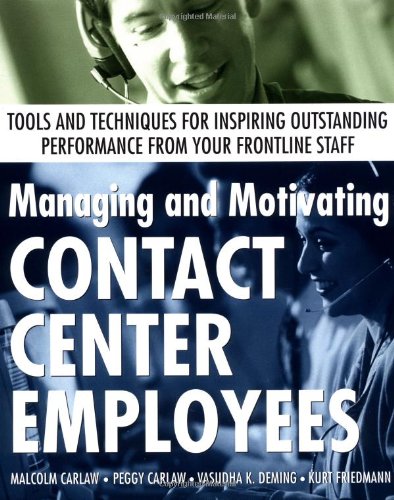 TOOLS AND TECHNIQUES FOR INSPIRING OUTSTANDING
PERFORMANCE FROM YOUR FRONTLINE STAFF
Managing and Motivating
CONTACT
CENTER
EMPLOYEES
MALCOLM CARLAW • PEGGY CARLAW • VASUDHA K. DEMING • KURT FRIEDMANN